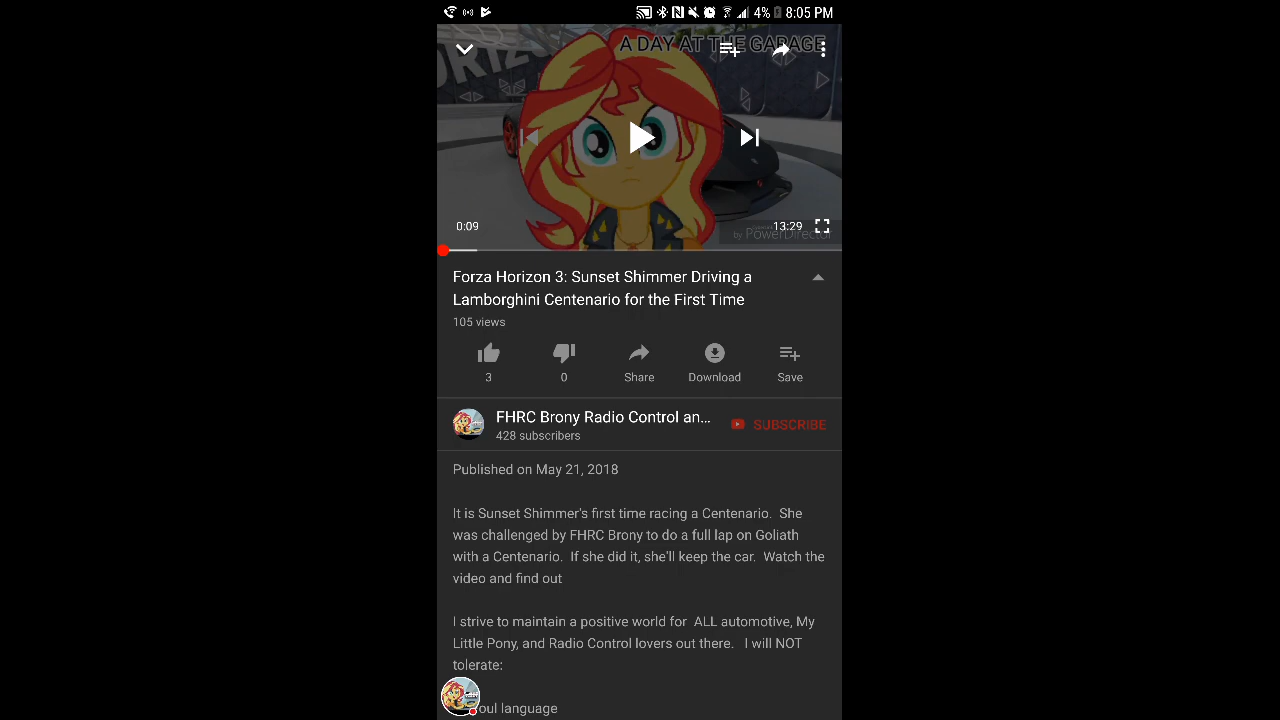 4% 8:05 PM
A DAY AT THE GARAGE
0:09
13:29
by PowerDirector
Forza Horizon 3: Sunset Shimmer Driving a
Lamborghini Centenario for the First Time
105 views
3
0
Share
Download
Save
FHRC Brony Radio Control an...
428 subscribers
SUBSCRIBE
Published on May 21, 2018
It is Sunset Shimmer's first time racing a Centenario. She
was challenged by FHRC Brony to do a full lap on Goliath
with a Centenario. If she did it, she'll keep the car. Watch the
video and find out
I strive to maintain a positive world for ALL automotive, My
Little Pony, and Radio Control lovers out there. I will NOT
tolerate:
oul language